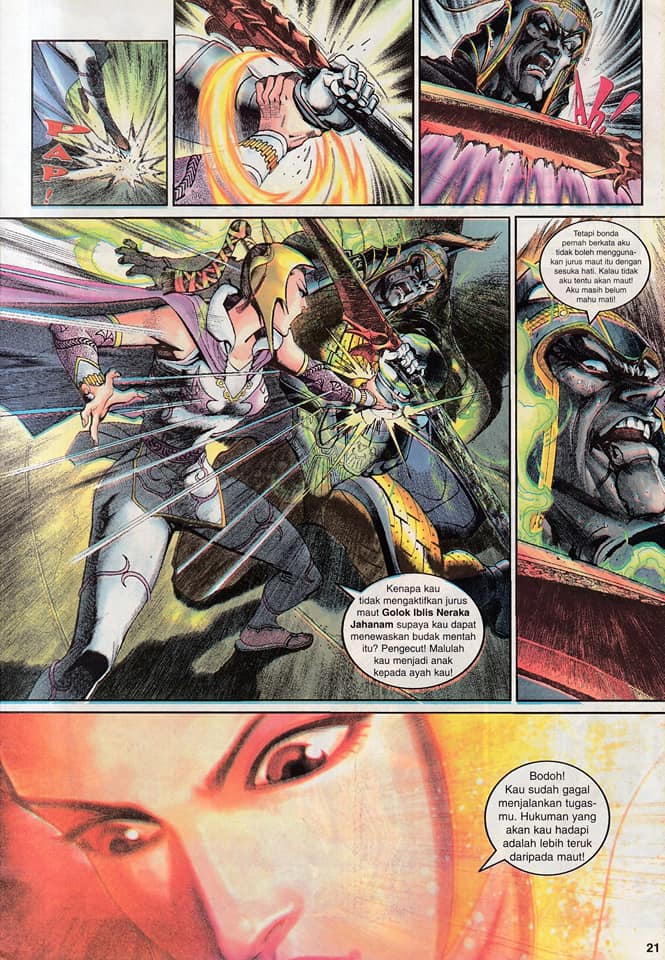 PAP!
Ah!
Kenapa kau
tidak mengaktifkan jurus
maut Golok Iblis Neraka
Jahanam supaya kau dapat
menewaskan budak mentah
itu? Pengecut! Malulah
kau menjadi anak
kepada ayah kau!
Tetapi bonda
pernah berkata aku
tidak boleh mengguna-
kan jurus maut itu dengan
sesuka hati. Kalau tidak
aku tentu akan maut!
Aku masih belum
mahu mati!
Bodoh!
Kau sudah gagal
menjalankan tugas-
mu. Hukuman yang
akan kau hadapi
adalah lebih teruk
daripada maut!
21